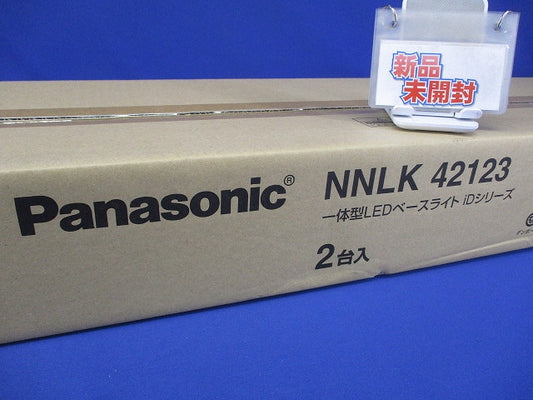 新品
未開封
Panasonic®
NNLK 42123
一体型LEDベースライト iDシリーズ
2台入